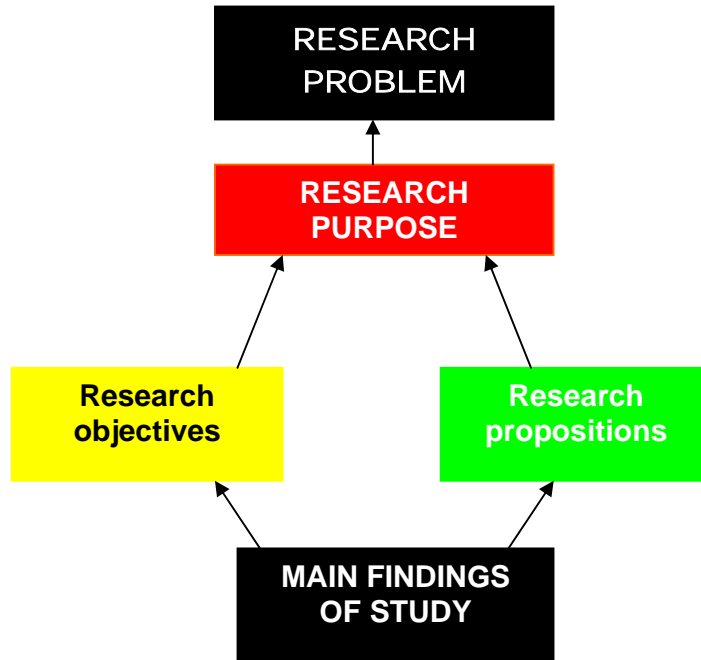 RESEARCH
PROBLEM
RESEARCH
PURPOSE
Research
objectives
Research
propositions
MAIN FINDINGS
OF STUDY